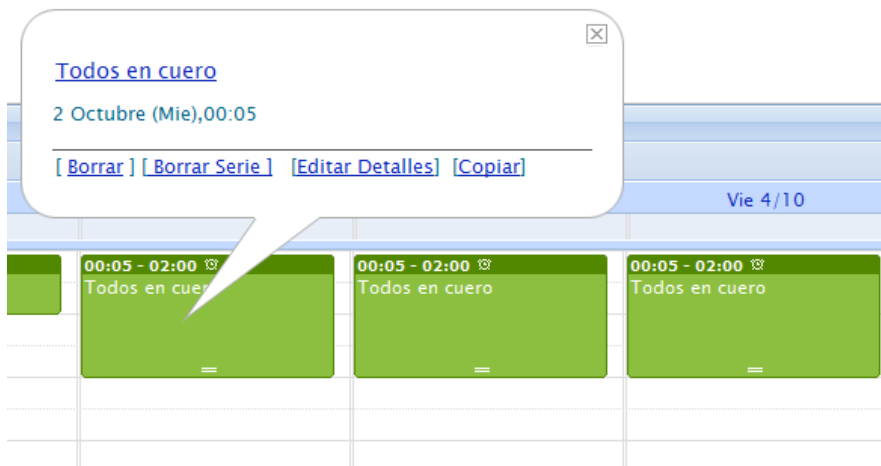 Todos en cuero
2 Octubre (Mie),00:05
[ Borrar ] [ Borrar Serie ] [Editar Detalles] [Copiar]
Vie 4/10
00:05 - 02:00
Todos en cuero
00:05 - 02:00
Todos en cuero
00:05 - 02:00
Todos en cuero